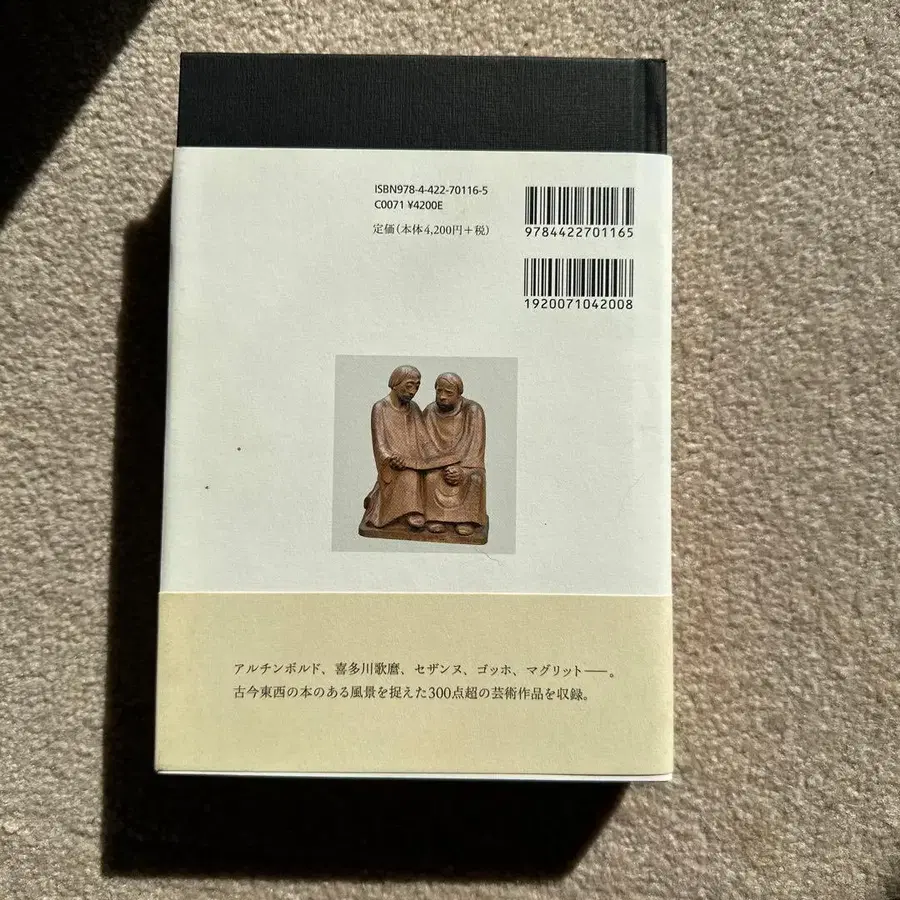 ISBN978-4-422-70116-5
C0071 ¥4200E
定価(本体4,200円+税)
9784422701165
1920071042008
アルチンボルド、喜多川歌麿、セザンヌ、ゴッホ、マグリット──。
古今東西の本のある風景を捉えた300点超の芸術作品を収録。